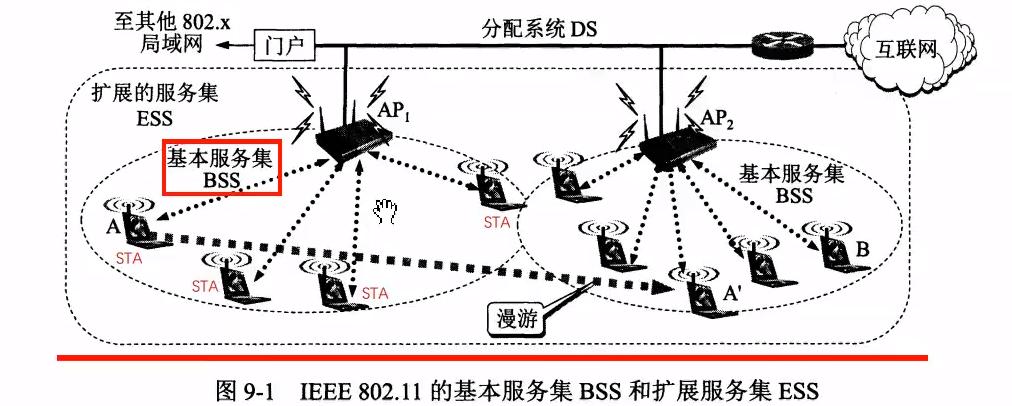 至其他 802.x
局域网
门户
分配系统 DS
互联网
扩展的服务集
ESS
AP₁
AP₂
基本服务集
BSS
基本服务集
BSS
A
STA
STA
STA
STA
B
A'
漫游
图 9-1 IEEE 802.11 的基本服务集 BSS 和扩展服务集 ESS